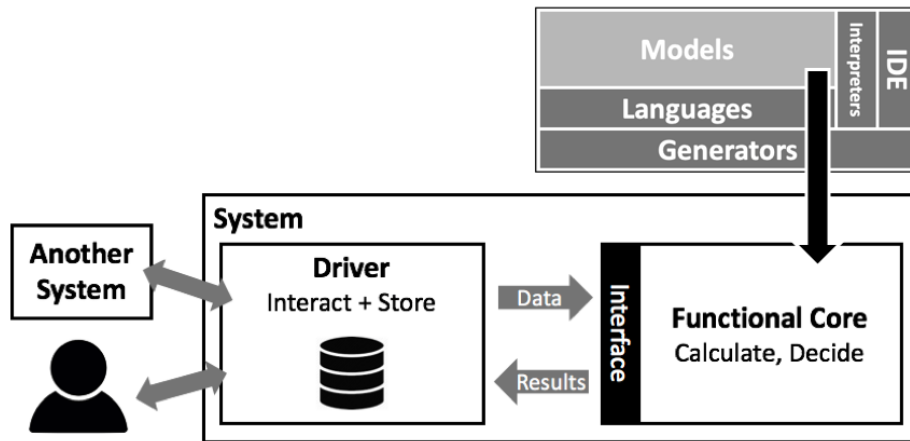 Models
Interpreters
IDE
Languages
Generators
System
Another
System
Driver
Interact + Store
Data
Results
Interface
Functional Core
Calculate, Decide